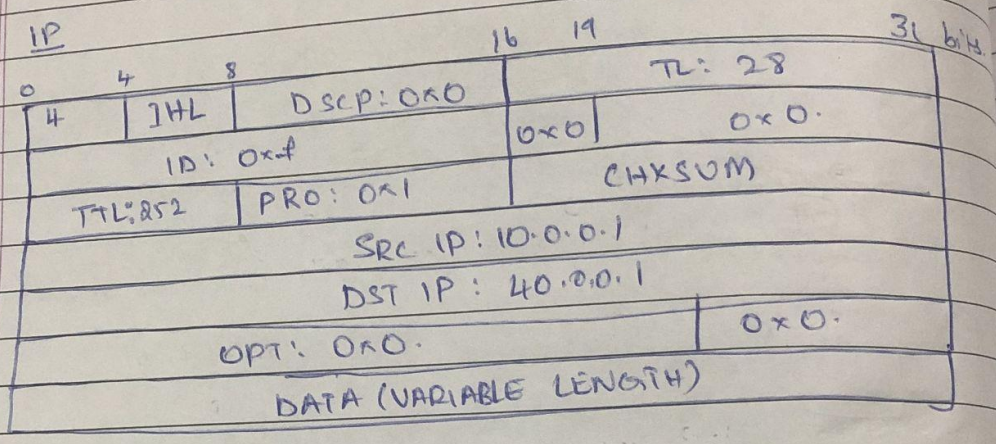 IP
0 4 8 16 19 31 bits.
4 IHL DSCP: 0x0 TL: 28
ID: 0xf 0x0 0x0.
TTL: 252 PRO: 0x1 CHKSUM
SRC IP: 10.0.0.1
DST IP: 40.0.0.1
OPT: 0x0. 0x0.
DATA (VARIABLE LENGTH)